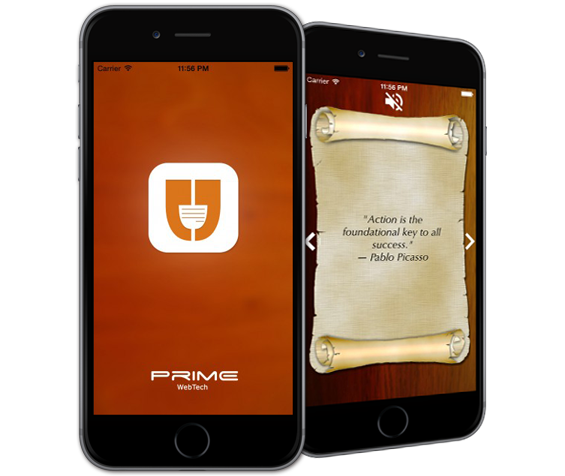 Carrier 11:56 PM
PRIME
WebTech
Carrier
11:56 PM
"Action is the
foundational key to all
success."
— Pablo Picasso